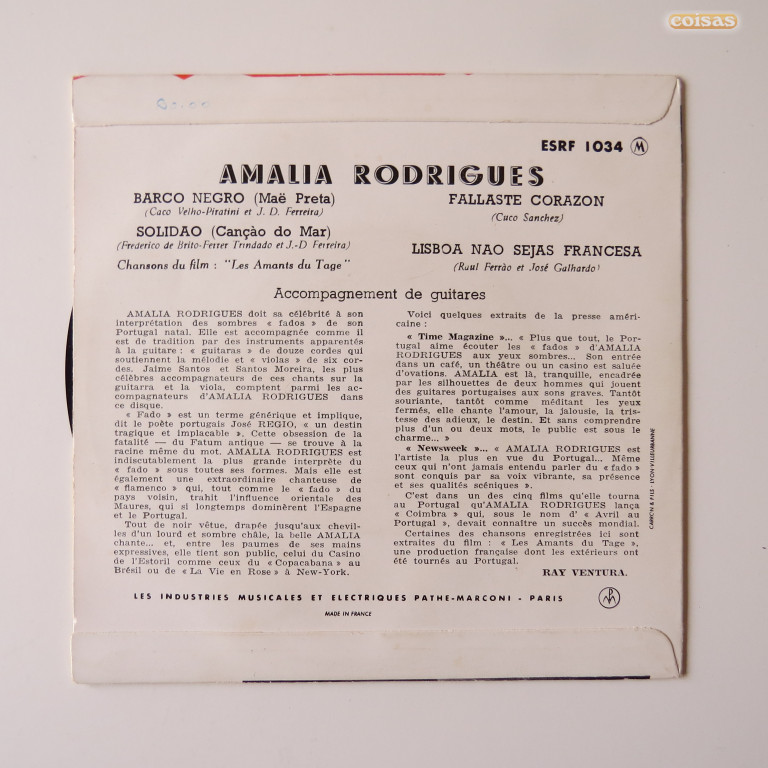 coisas
ESRF 1034 M
AMALIA RODRIGUES
BARCO NEGRO (Maë Preta)
(Caco Velho-Piratini et J. D. Ferreira)
SOLIDAO (Cançào do Mar)
(Frederico de Brito-Ferrer Trindado et J.-D Ferreira)
Chansons du film : "Les Amants du Tage"
FALLASTE CORAZON
(Cuco Sanchez)
LISBOA NAO SEJAS FRANCESA
(Raul Ferrào et José Galhardo)
Accompagnement de guitares
AMALIA RODRIGUES doit sa célébrité à son
interprétation des sombres « fados » de son
Portugal natal. Elle est accompagnée comme il
est de tradition par des instruments apparentés
à la guitare : « guitaras » de douze cordes qui
soutiennent la mélodie et « violas » de six cor-
des. Jaime Santos et Santos Moreira, les plus
célèbres accompagnateurs de ces chants sur la
guitarra et la viola, comptent parmi les ac-
compagnateurs d'AMALIA RODRIGUES dans
ce disque.
« Fado » est un terme générique et implique,
dit le poète portugais José REGIO, « un destin
tragique et implacable ». Cette obsession de la
fatalité — du Fatum antique — se trouve à la
racine même du mot. AMALIA RODRIGUES est
indiscutablement la plus grande interprète du
« fado » sous toutes ses formes. Mais elle est
également une extraordinaire chanteuse de
« flamenco » qui, tout comme le « fado » du
pays voisin, trahit l'influence orientale des
Maures, qui si longtemps dominèrent l'Espagne
et le Portugal.
Tout de noir vêtue, drapée jusqu'aux chevil-
les d'un lourd et sombre châle, la belle AMALIA
chante... et, entre les paumes de ses mains
expressives, elle tient son public, celui du Casino
de l'Estoril comme ceux du « Copacabana » au
Brésil ou de « La Vie en Rose » à New-York.
Voici quelques extraits de la presse améri-
caine :
« Time Magazine »... « Plus que tout, le Por-
tugal aime écouter les « fados » d'AMALIA
RODRIGUES aux yeux sombres... Son entrée
dans un café, un théâtre ou un casino est saluée
d'ovations. AMALIA est là, tranquille, encadrée
par les silhouettes de deux hommes qui jouent
des guitares portugaises aux sons graves. Tantôt
souriante, tantôt comme méditant les yeux
fermés, elle chante l'amour, la jalousie, la tris-
tesse des adieux, le destin. Et sans comprendre
plus d'un ou deux mots, le public est sous le
charme... »
« Newsweek »... « AMALIA RODRIGUES est
l'artiste la plus en vue du Portugal... Même
ceux qui n'ont jamais entendu parler du « fado »
sont conquis par sa voix vibrante, sa présence
et ses qualités scéniques ».
C'est dans un des cinq films qu'elle tourna
au Portugal qu'AMALIA RODRIGUES lança
« Coimbra » qui, sous le nom d' « Avril au
Portugal », devait connaître un succès mondial.
Certaines des chansons enregistrées ici sont
extraites du film : « Les Amants du Tage »,
une production française dont les extérieurs ont
été tournés au Portugal.
RAY VENTURA.
LES INDUSTRIES MUSICALES ET ELECTRIQUES PATHE-MARCONI - PARIS
MADE IN FRANCE